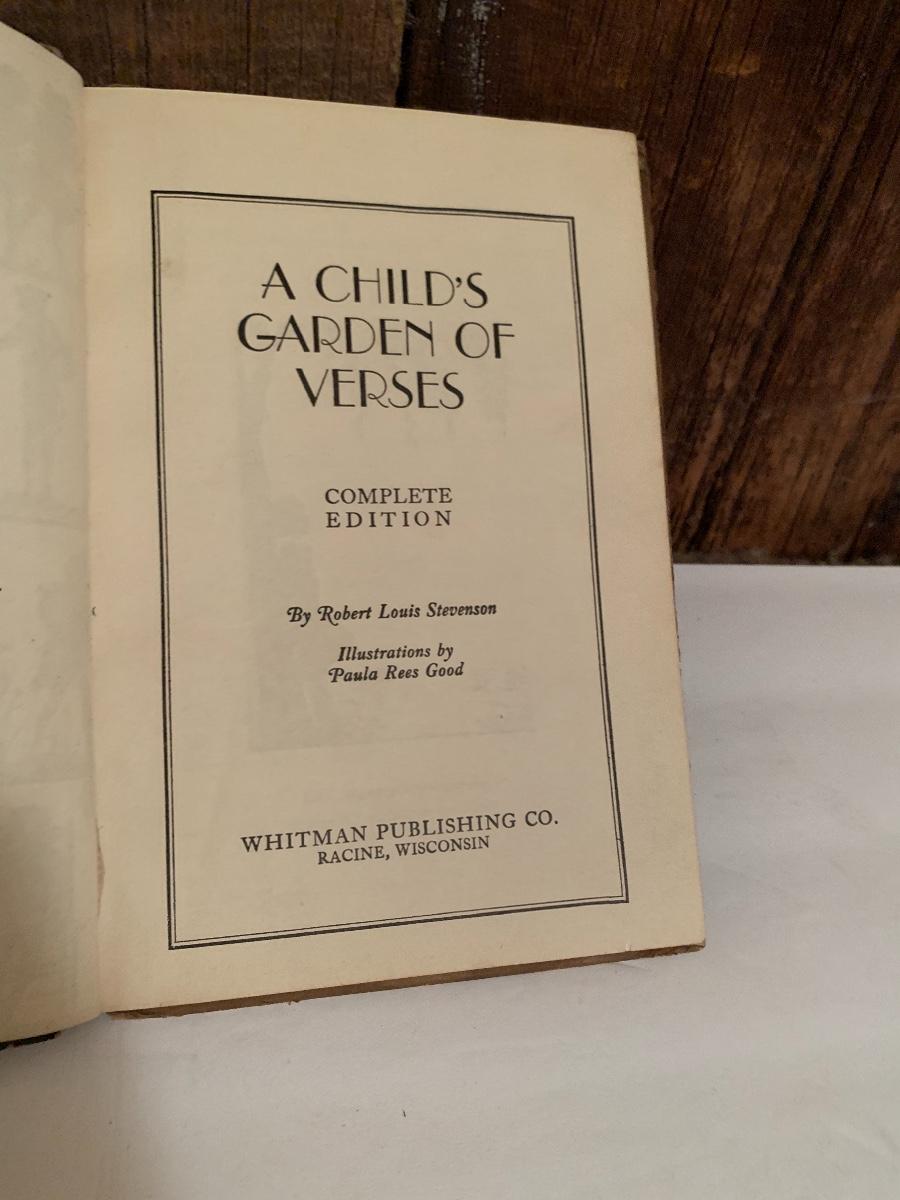 A CHILD'S
GARDEN OF
VERSES
COMPLETE
EDITION
By Robert Louis Stevenson
Illustrations by
Paula Rees Good
WHITMAN PUBLISHING CO.
RACINE, WISCONSIN